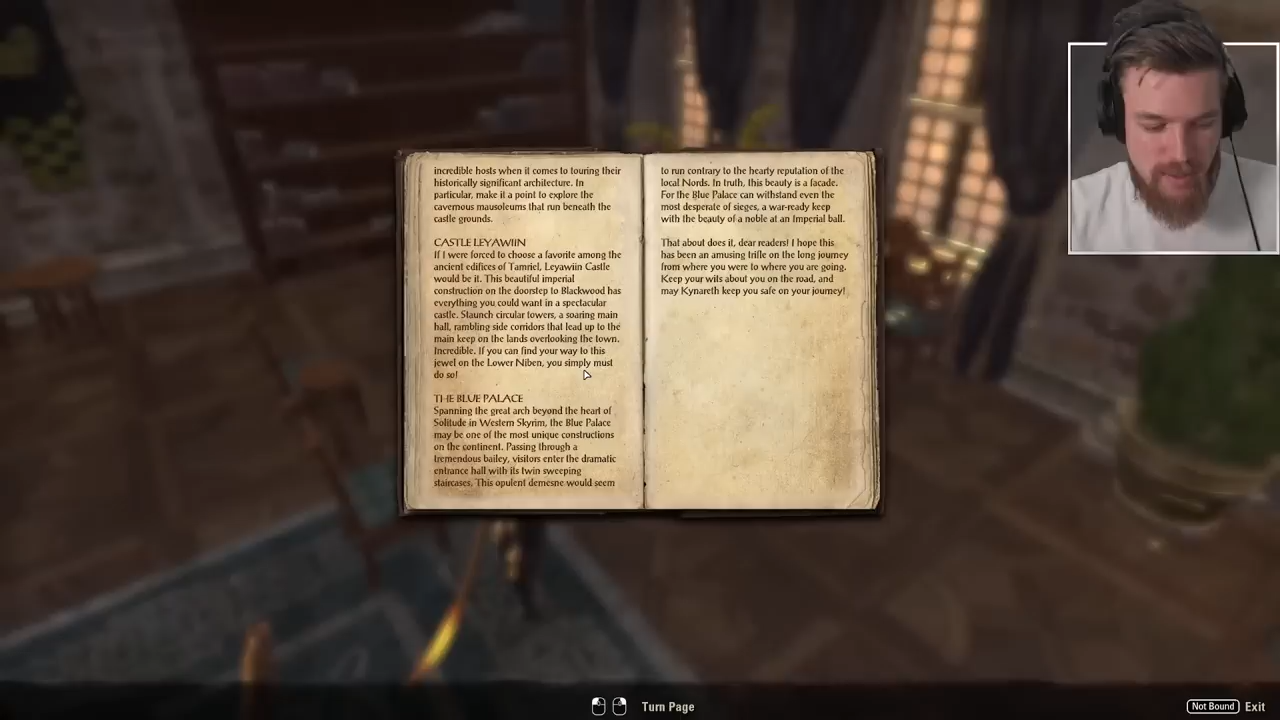 incredible hosts when it comes to touring their
historically significant architecture. In
particular, make it a point to explore the
cavernous mausoleums that run beneath the
castle grounds.
CASTLE LEYAWIIN
If I were forced to choose a favorite among the
ancient edifices of Tamriel, Leyawiin Castle
would be it. This beautiful imperial
construction on the doorstep to Blackwood has
everything you could want in a spectacular
castle. Staunch circular towers, a soaring main
hall, rambling side corridors that lead up to the
main keep on the lands overlooking the town.
Incredible. If you can find your way to this
jewel on the Lower Niben, you simply must
do so!
THE BLUE PALACE
Spanning the great arch beyond the heart of
Solitude in Western Skyrim, the Blue Palace
may be one of the most unique constructions
on the continent. Passing through a
tremendous bailey, visitors enter the dramatic
entrance hall with its twin sweeping
staircases. This opulent demesne would seem
to run contrary to the hearty reputation of the
local Nords. In truth, this beauty is a facade.
For the Blue Palace can withstand even the
most desperate of sieges, a war-ready keep
with the beauty of a noble at an Imperial ball.
That about does it, dear readers! I hope this
has been an amusing trifle on the long journey
from where you were to where you are going.
Keep your wits about you on the road, and
may Kynareth keep you safe on your journey!
Turn Page
Not Bound Exit